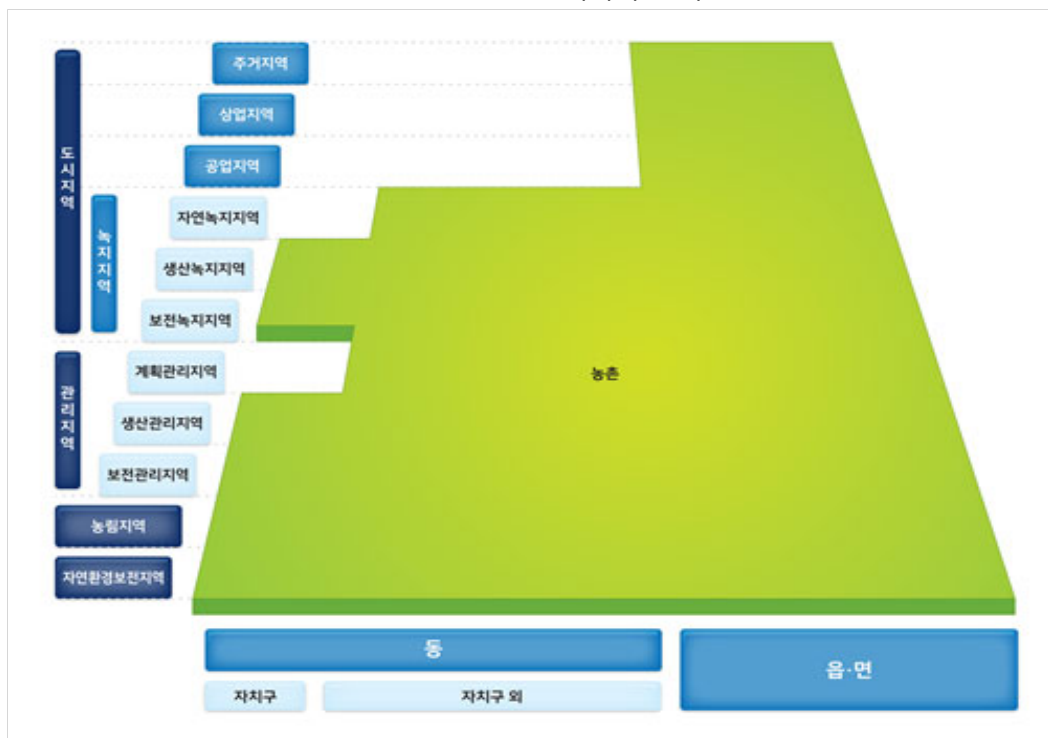 도시지역
주거지역
상업지역
공업지역
녹지지역
자연녹지지역
생산녹지지역
보전녹지지역
관리지역
계획관리지역
생산관리지역
보전관리지역
농림지역
자연환경보전지역
농촌
동
읍·면
자치구
자치구 외